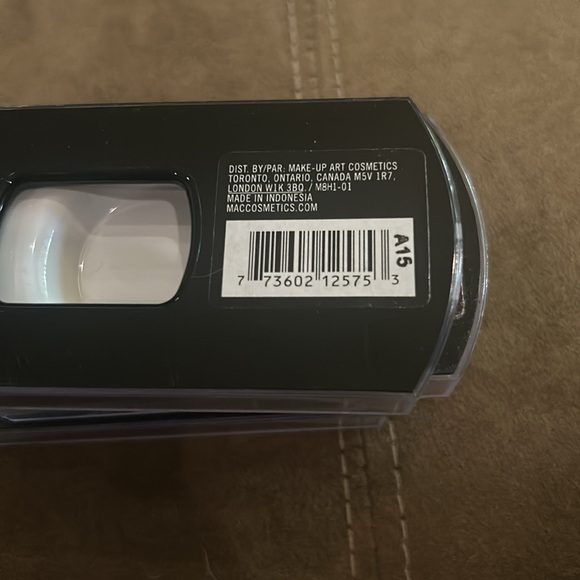 DIST. BY/PAR: MAKE-UP ART COSMETICS
TORONTO, ONTARIO, CANADA M5V 1R7,
LONDON W1K 3BQ. / M8H1-01
MADE IN INDONESIA
MACCOSMETICS.COM
A15
7 73602 12575 3